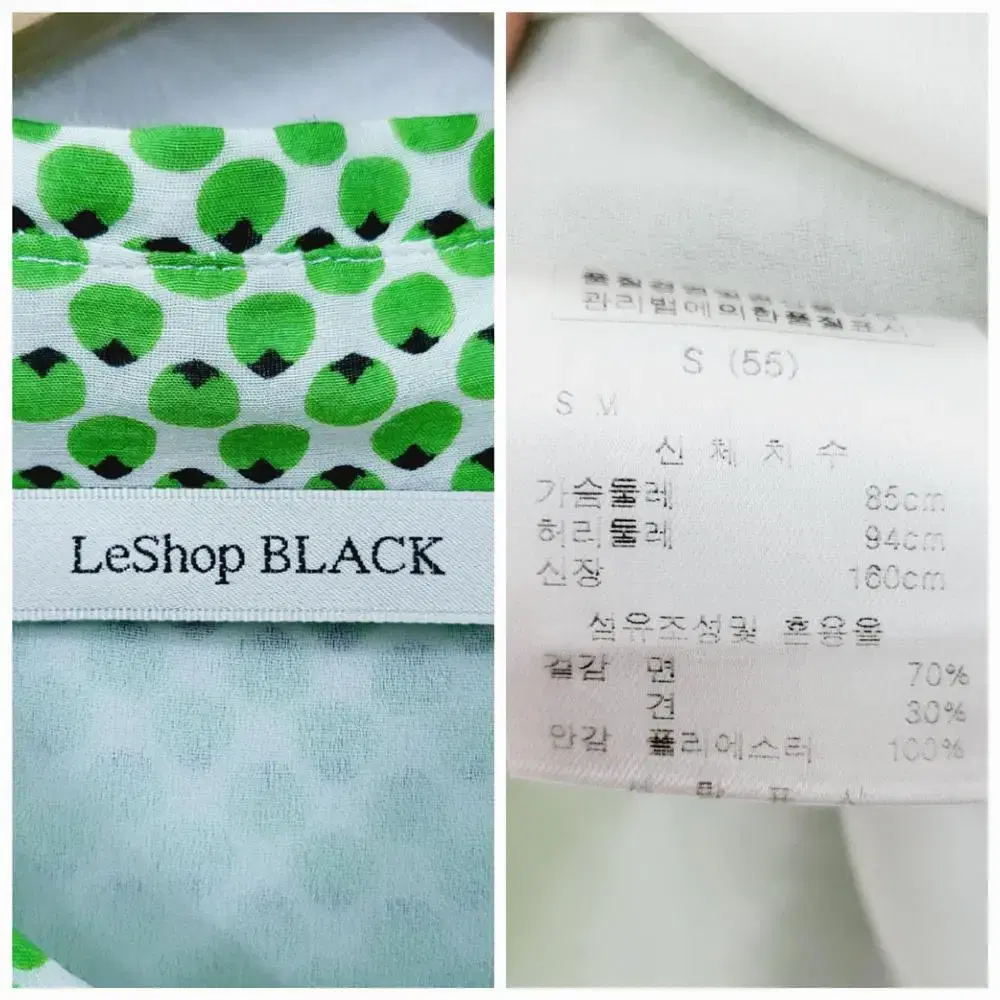 LeShop BLACK
관리법에의한품질표시
S (55)
S M
신 체 치 수
가슴둘레 85cm
허리둘레 94cm
신장 160cm
섬유조성및 혼용율
겉감 면 70%
견 30%
안감 폴리에스터 100%